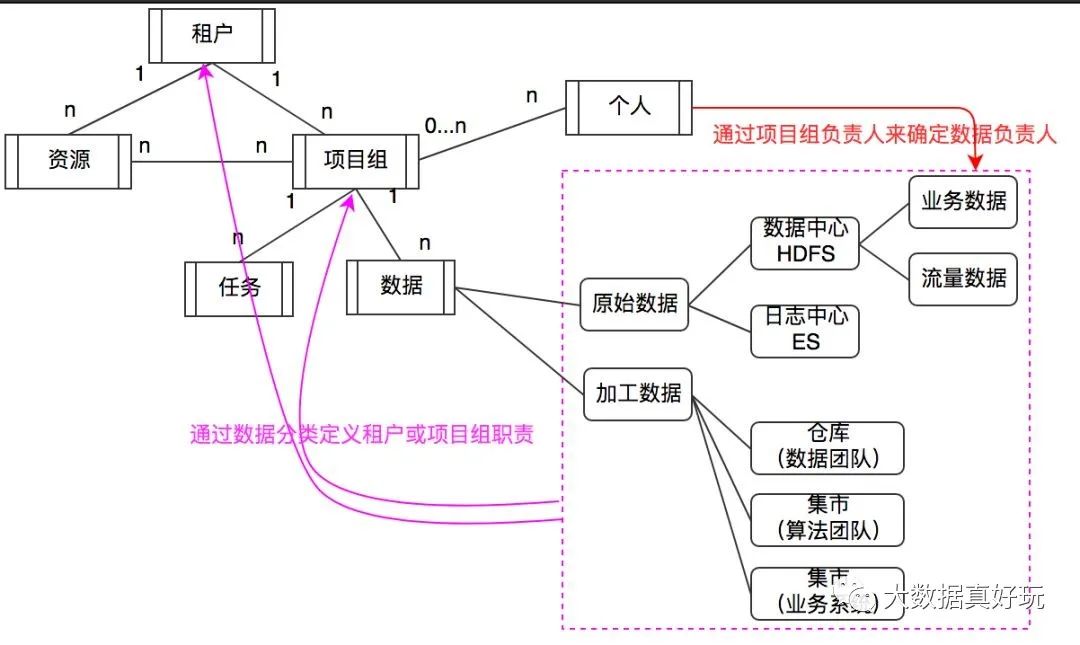 租户
1
1
n
n
资源
n
n
项目组
0...n
n
个人
通过项目组负责人来确定数据负责人
1
1
n
n
任务
数据
原始数据
加工数据
数据中心
HDFS
业务数据
流量数据
日志中心
ES
仓库
（数据团队）
集市
（算法团队）
集市
（业务系统）
通过数据分类定义租户或项目组职责
大数据真好玩